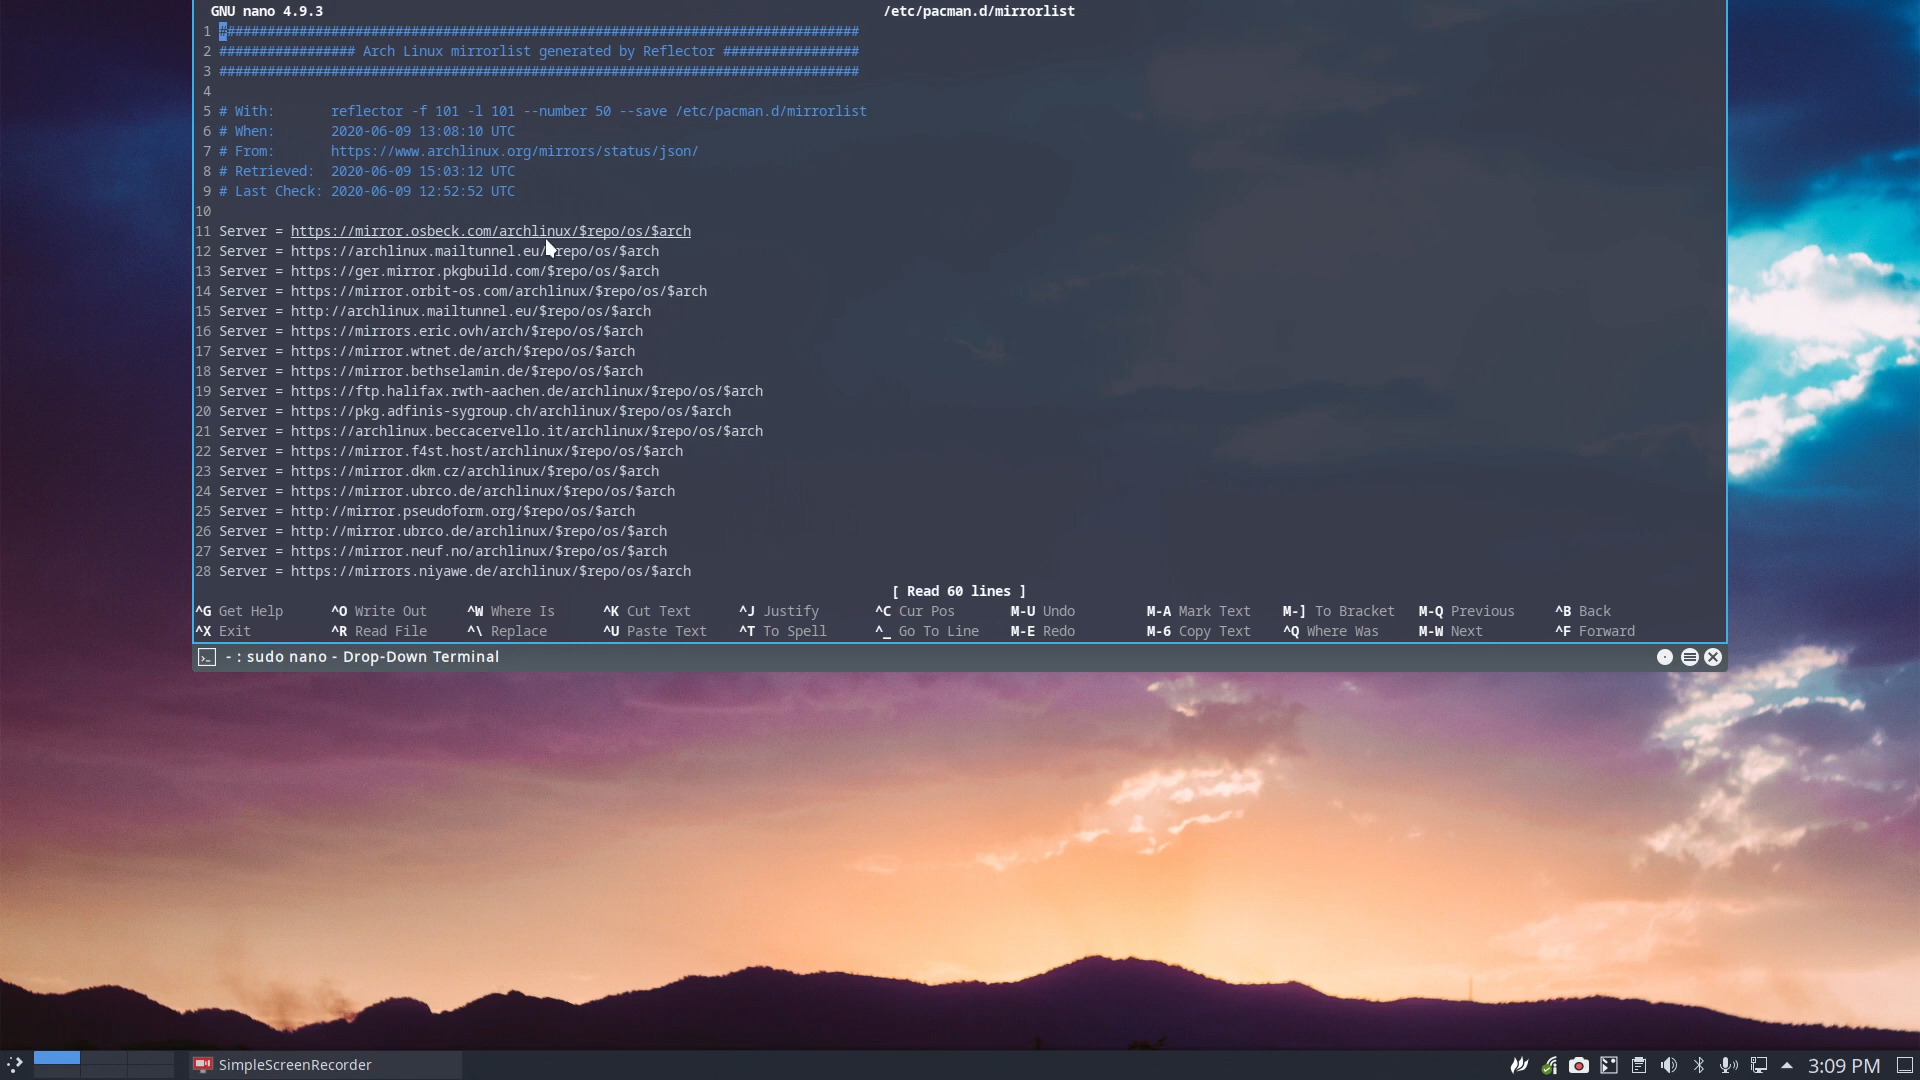 GNU nano 4.9.3 /etc/pacman.d/mirrorlist
1 ################################################################################
2 ################# Arch Linux mirrorlist generated by Reflector #################
3 ################################################################################
4
5 # With:       reflector -f 101 -l 101 --number 50 --save /etc/pacman.d/mirrorlist
6 # When:       2020-06-09 13:08:10 UTC
7 # From:       https://www.archlinux.org/mirrors/status/json/
8 # Retrieved:  2020-06-09 15:03:12 UTC
9 # Last Check: 2020-06-09 12:52:52 UTC
10
11 Server = https://mirror.osbeck.com/archlinux/$repo/os/$arch
12 Server = https://archlinux.mailtunnel.eu/$repo/os/$arch
13 Server = https://ger.mirror.pkgbuild.com/$repo/os/$arch
14 Server = https://mirror.orbit-os.com/archlinux/$repo/os/$arch
15 Server = http://archlinux.mailtunnel.eu/$repo/os/$arch
16 Server = https://mirrors.eric.ovh/arch/$repo/os/$arch
17 Server = https://mirror.wtnet.de/arch/$repo/os/$arch
18 Server = https://mirror.bethselamin.de/$repo/os/$arch
19 Server = https://ftp.halifax.rwth-aachen.de/archlinux/$repo/os/$arch
20 Server = https://pkg.adfinis-sygroup.ch/archlinux/$repo/os/$arch
21 Server = https://archlinux.beccacervello.it/archlinux/$repo/os/$arch
22 Server = https://mirror.f4st.host/archlinux/$repo/os/$arch
23 Server = https://mirror.dkm.cz/archlinux/$repo/os/$arch
24 Server = https://mirror.ubrco.de/archlinux/$repo/os/$arch
25 Server = http://mirror.pseudoform.org/$repo/os/$arch
26 Server = http://mirror.ubrco.de/archlinux/$repo/os/$arch
27 Server = https://mirror.neuf.no/archlinux/$repo/os/$arch
28 Server = https://mirrors.niyawe.de/archlinux/$repo/os/$arch
[ Read 60 lines ]
^G Get Help ^O Write Out ^W Where Is ^K Cut Text ^J Justify ^C Cur Pos M-U Undo M-A Mark Text M-] To Bracket M-Q Previous ^B Back
^X Exit ^R Read File ^\ Replace ^U Paste Text ^T To Spell ^_ Go To Line M-E Redo M-6 Copy Text ^Q Where Was M-W Next ^F Forward
- : sudo nano - Drop-Down Terminal
SimpleScreenRecorder 3:09 PM